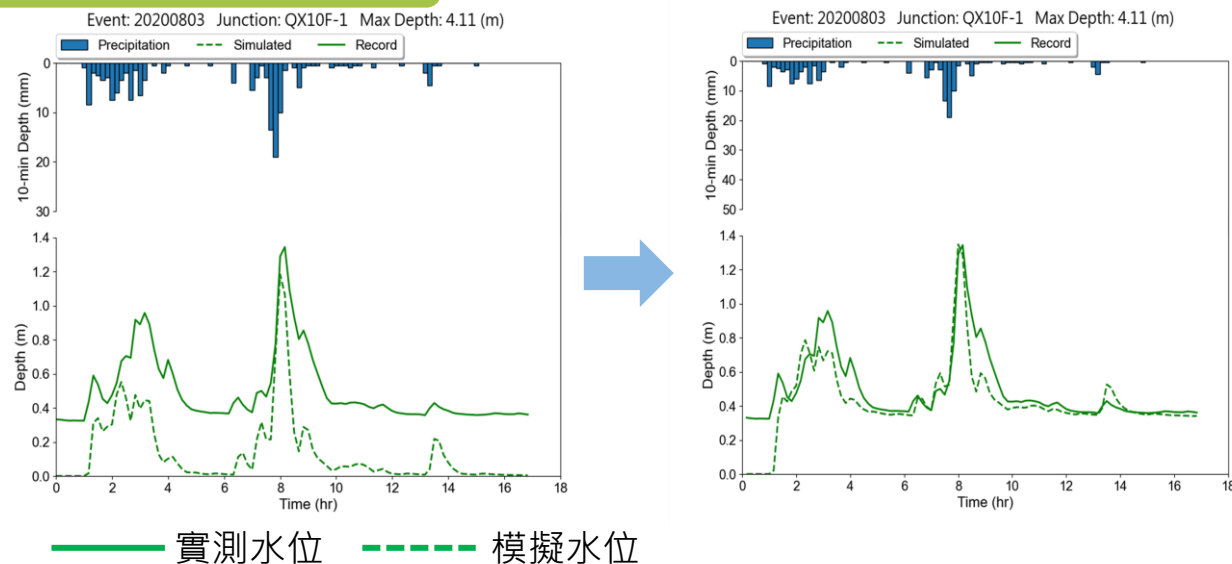 Event: 20200803 Junction: QX10F-1 Max Depth: 4.11 (m)
Precipitation Simulated Record
10-min Depth (mm)
0
10
20
30
Depth (m)
1.4
1.2
1.0
0.8
0.6
0.4
0.2
0.0
0 2 4 6 8 10 12 14 16 18
Time (hr)
Event: 20200803 Junction: QX10F-1 Max Depth: 4.11 (m)
Precipitation Simulated Record
10-min Depth (mm)
0
10
20
30
40
50
Depth (m)
1.4
1.2
1.0
0.8
0.6
0.4
0.2
0.0
0 2 4 6 8 10 12 14 16 18
Time (hr)
實測水位 模擬水位